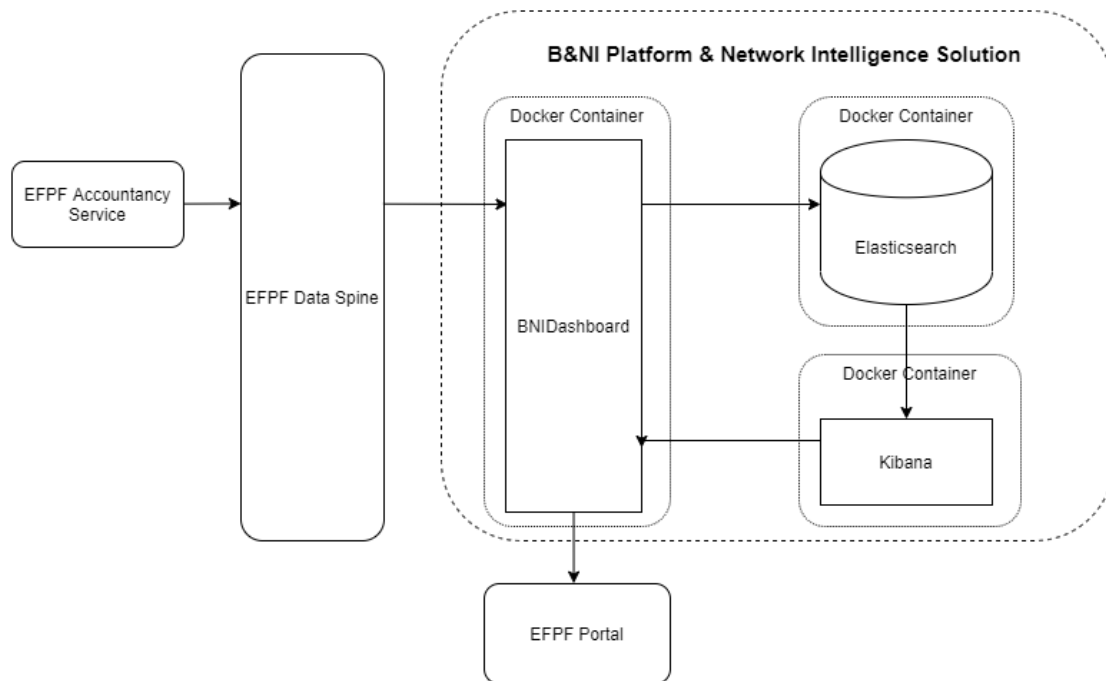 B&NI Platform & Network Intelligence Solution
Docker Container
Docker Container
EFPF Accountancy
Service
EFPF Data Spine
BNIDashboard
Elasticsearch
Docker Container
Kibana
EFPF Portal